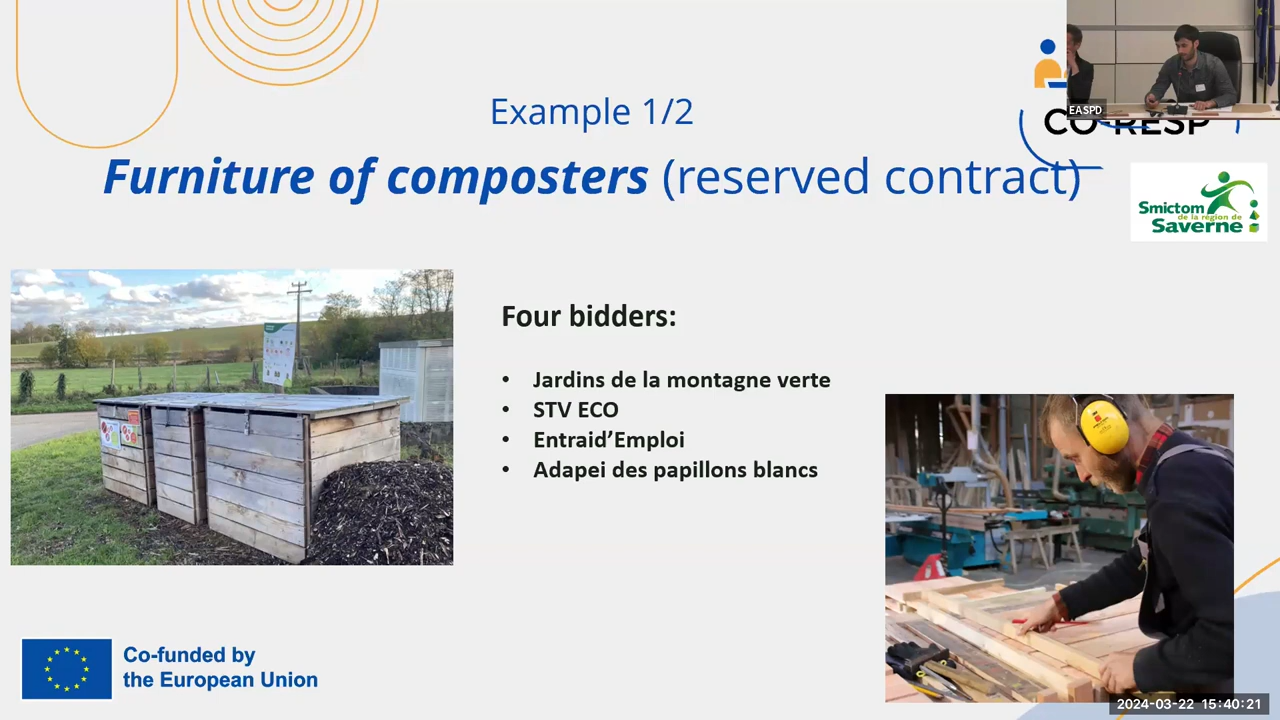 Example 1/2
Furniture of composters (reserved contract)
EASPD
CO-RESP
Smictom
de la région de
Saverne
Four bidders:
• Jardins de la montagne verte
• STV ECO
• Entraid'Emploi
• Adapei des papillons blancs
Co-funded by
the European Union
2024-03-22 15:40:21